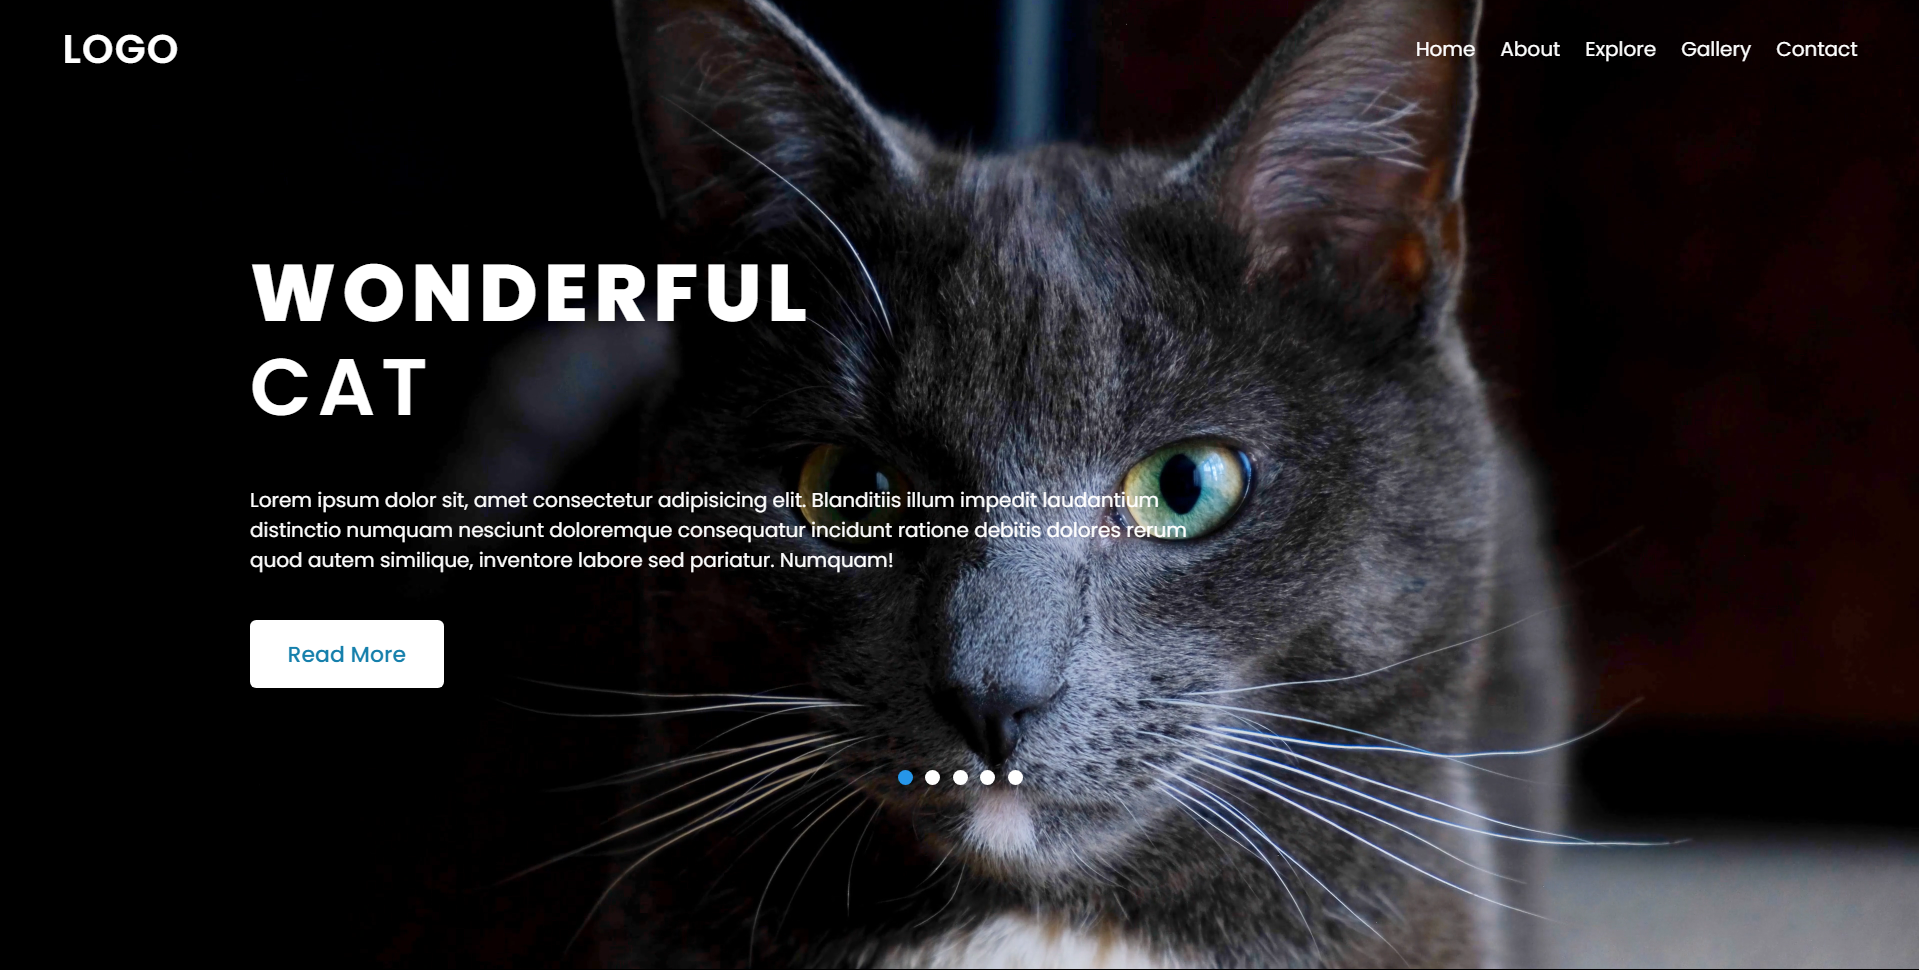 LOGO
Home About Explore Gallery Contact
WONDERFUL
CAT
Lorem ipsum dolor sit, amet consectetur adipisicing elit. Blanditiis illum impedit laudantium
distinctio numquam nesciunt doloremque consequatur incidunt ratione debitis dolores rerum
quod autem similique, inventore labore sed pariatur. Numquam!
Read More